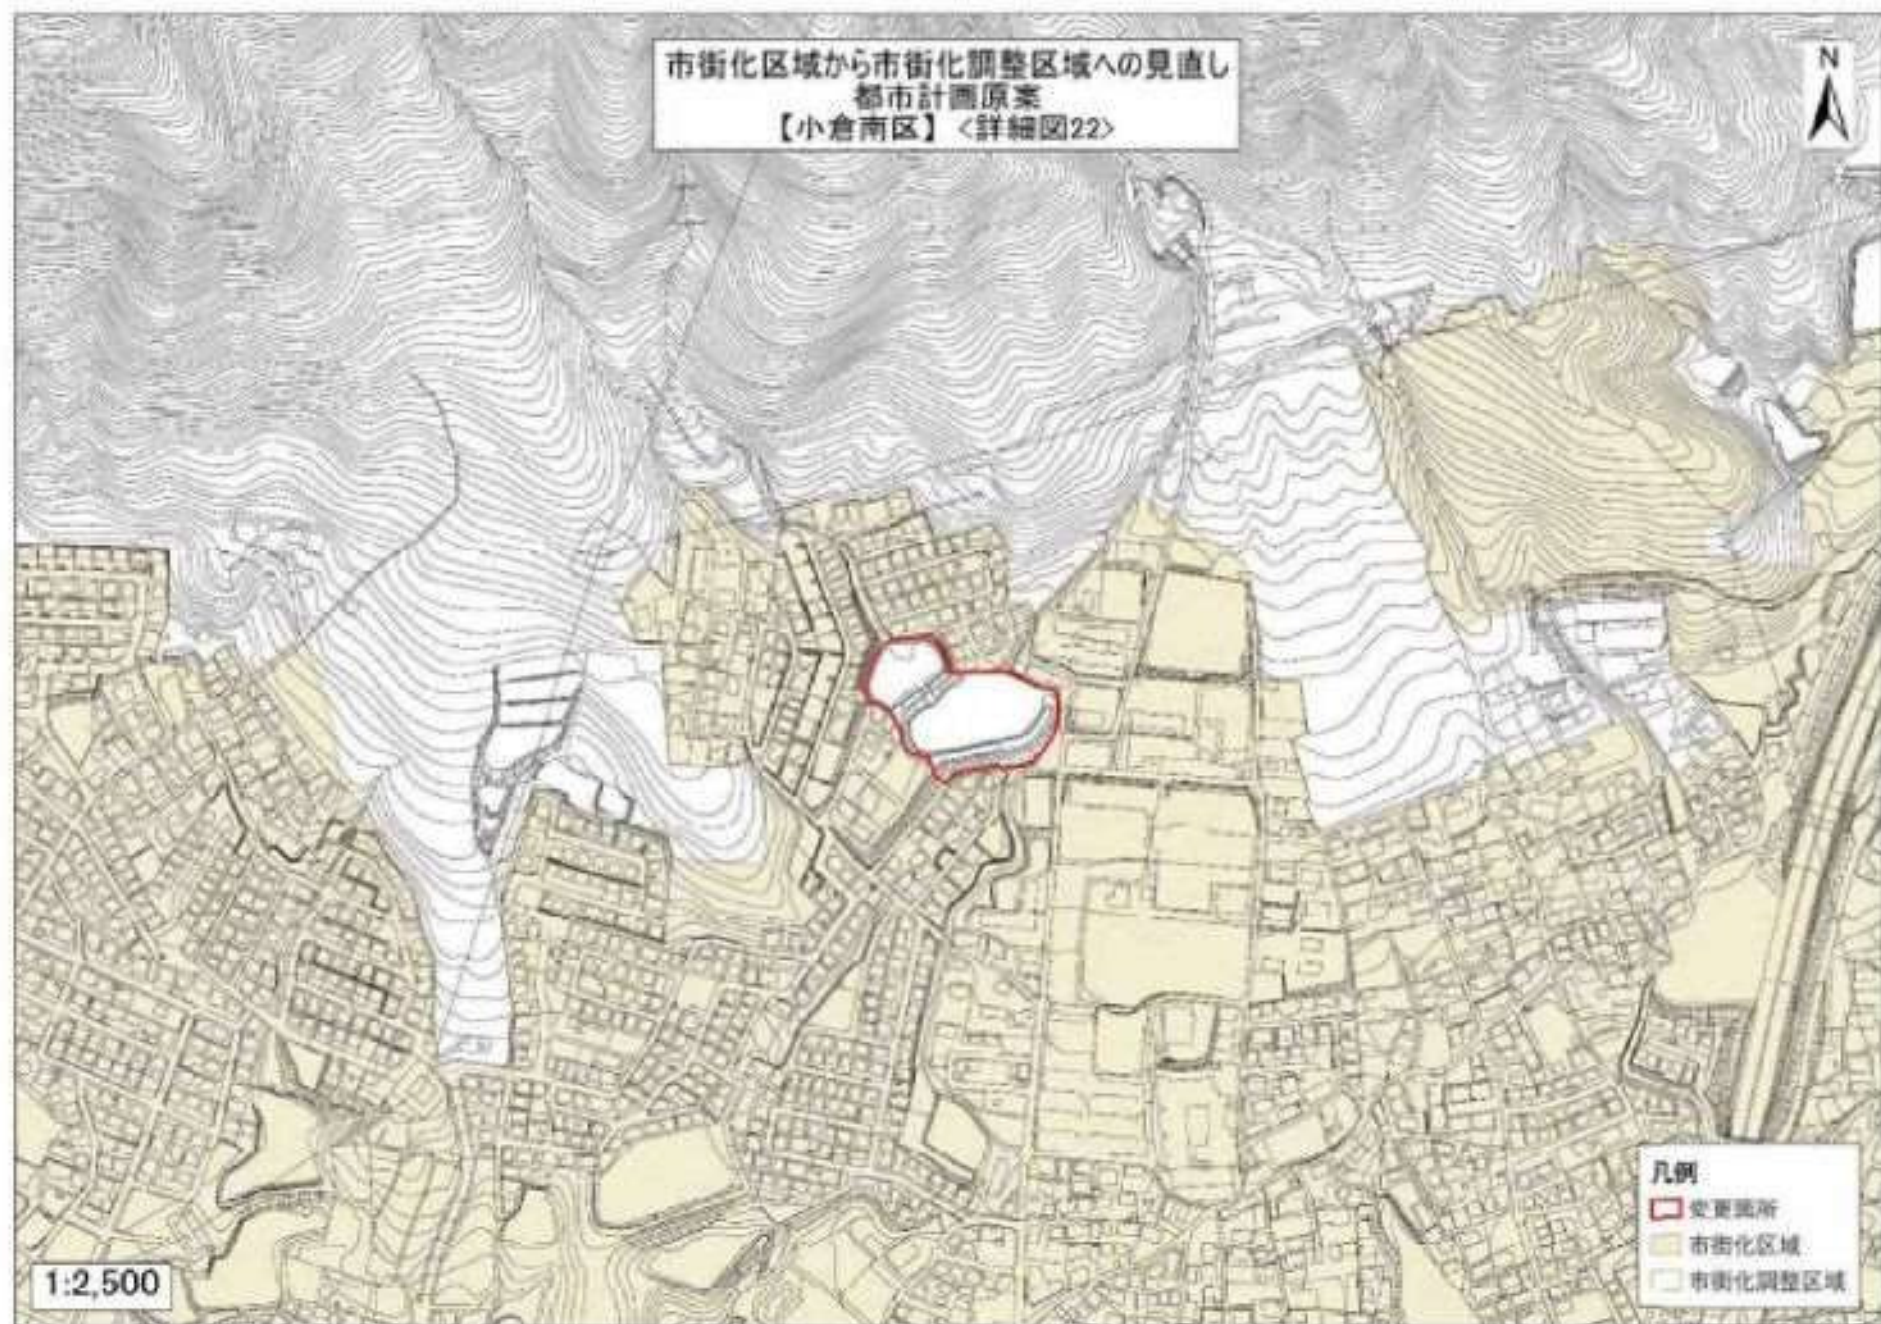 市街化区域から市街化調整区域への見直し
都市計画原案
【小倉南区】<詳細図22>
N
凡例
変更箇所
市街化区域
市街化調整区域
1:2,500